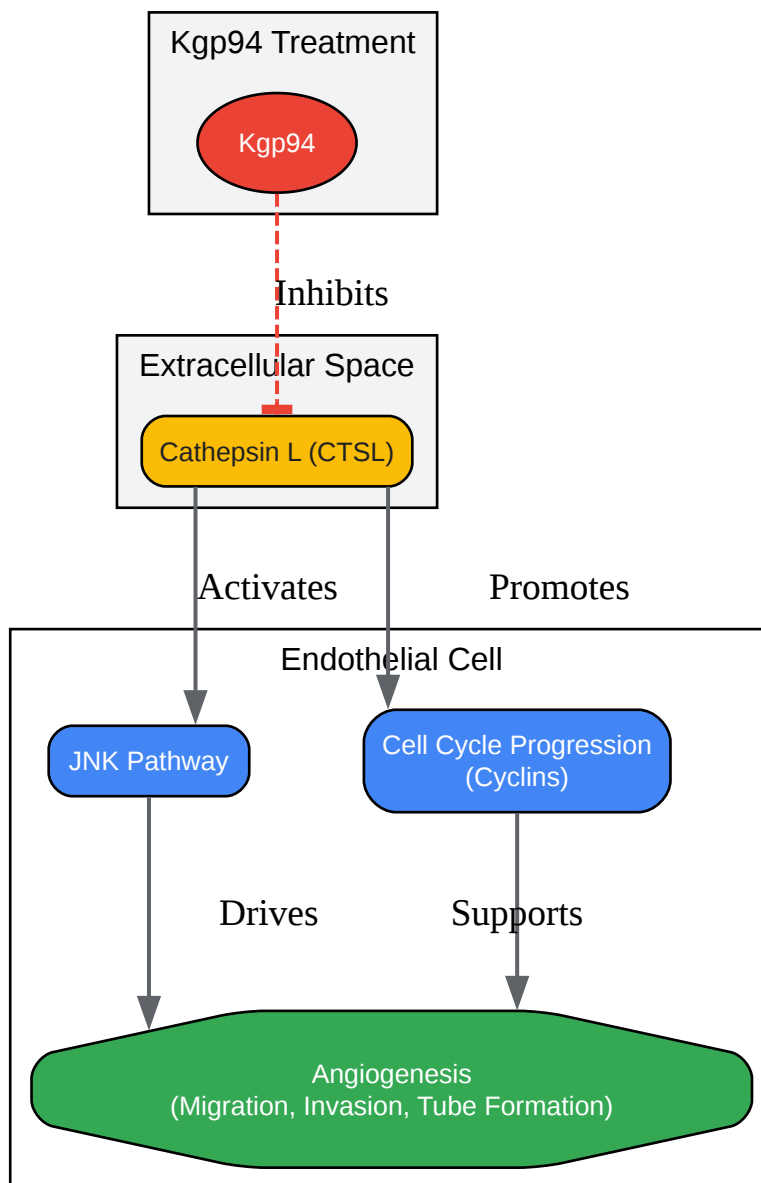 Kgp94 Treatment
Kgp94
Inhibits
Extracellular Space
Cathepsin L (CTSL)
Activates
Promotes
Endothelial Cell
JNK Pathway
Cell Cycle Progression
(Cyclins)
Drives
Supports
Angiogenesis
(Migration, Invasion, Tube Formation)